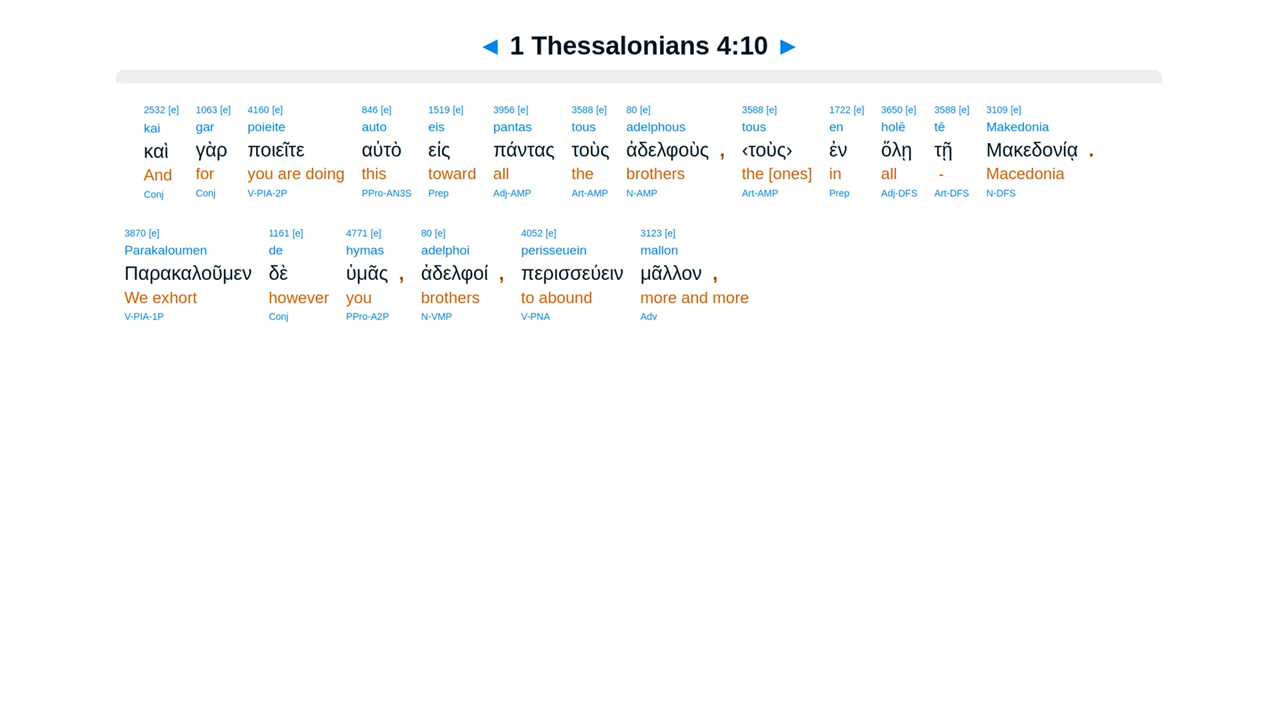 ◄ 1 Thessalonians 4:10 ►
2532 [e] 1063 [e] 4160 [e] 846 [e] 1519 [e] 3956 [e] 3588 [e] 80 [e] 3588 [e] 1722 [e] 3650 [e] 3588 [e] 3109 [e]
kai gar poieite auto eis pantas tous adelphous tous en holē tē Makedonia
καὶ γὰρ ποιεῖτε αὐτὸ εἰς πάντας τοὺς ἀδελφοὺς , ‹τοὺς› ἐν ὅλῃ τῇ Μακεδονίᾳ .
And for you are doing this toward all the brothers the [ones] in all - Macedonia
Conj Conj V-PIA-2P PPro-AN3S Prep Adj-AMP Art-AMP N-AMP Art-AMP Prep Adj-DFS Art-DFS N-DFS
3870 [e] 1161 [e] 4771 [e] 80 [e] 4052 [e] 3123 [e]
Parakaloumen de hymas adelphoi perisseuein mallon
Παρακαλοῦμεν δὲ ὑμᾶς , ἀδελφοί , περισσεύειν μᾶλλον ,
We exhort however you brothers to abound more and more
V-PIA-1P Conj PPro-A2P N-VMP V-PNA Adv